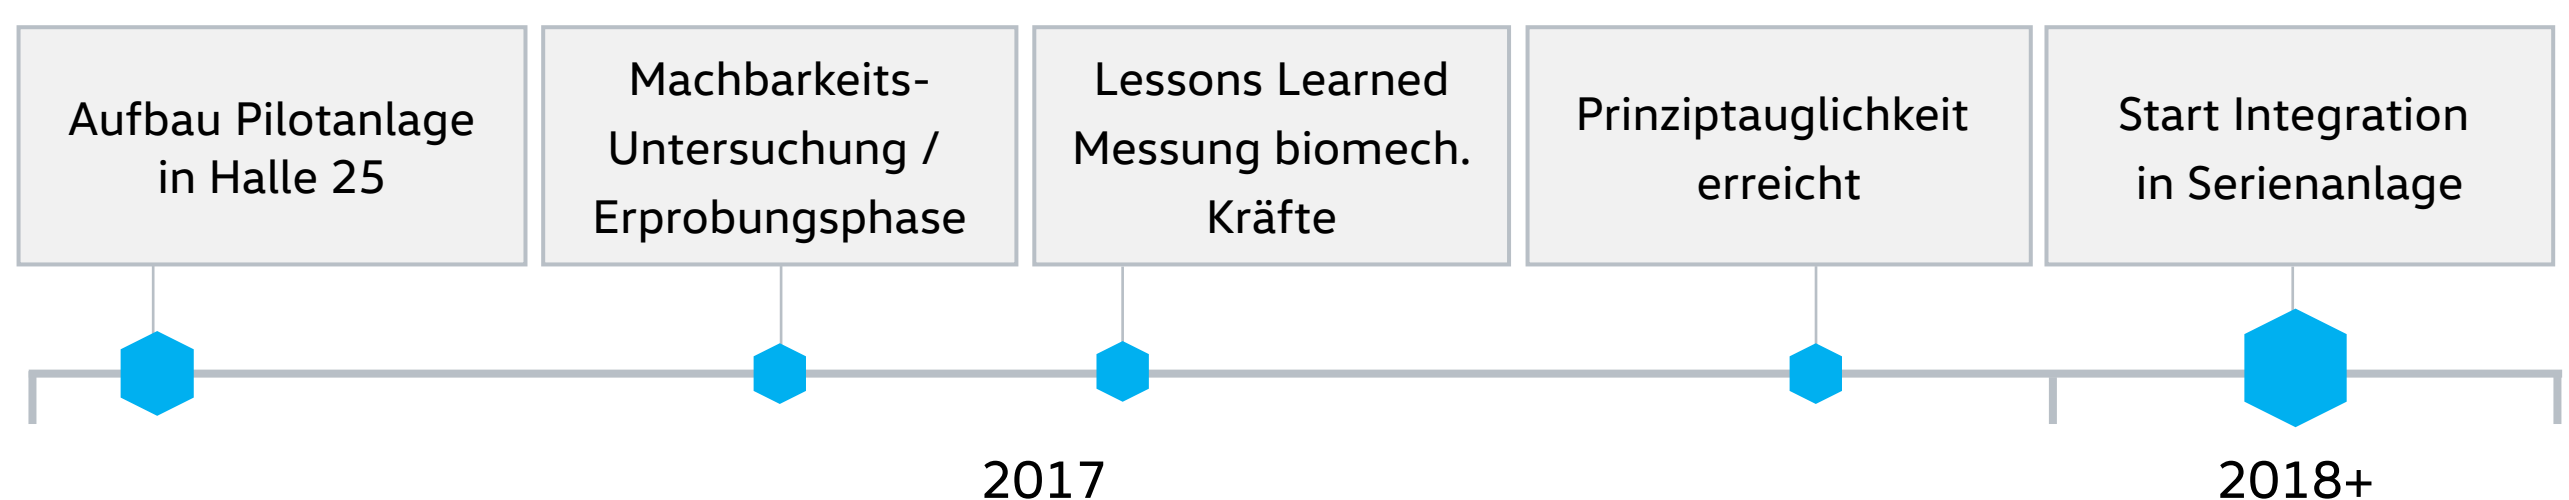 Aufbau Pilotanlage
in Halle 25
Machbarkeits-
Untersuchung /
Erprobungsphase
Lessons Learned
Messung biomech.
Kräfte
Prinziptauglichkeit
erreicht
Start Integration
in Serienanlage
2017
2018+